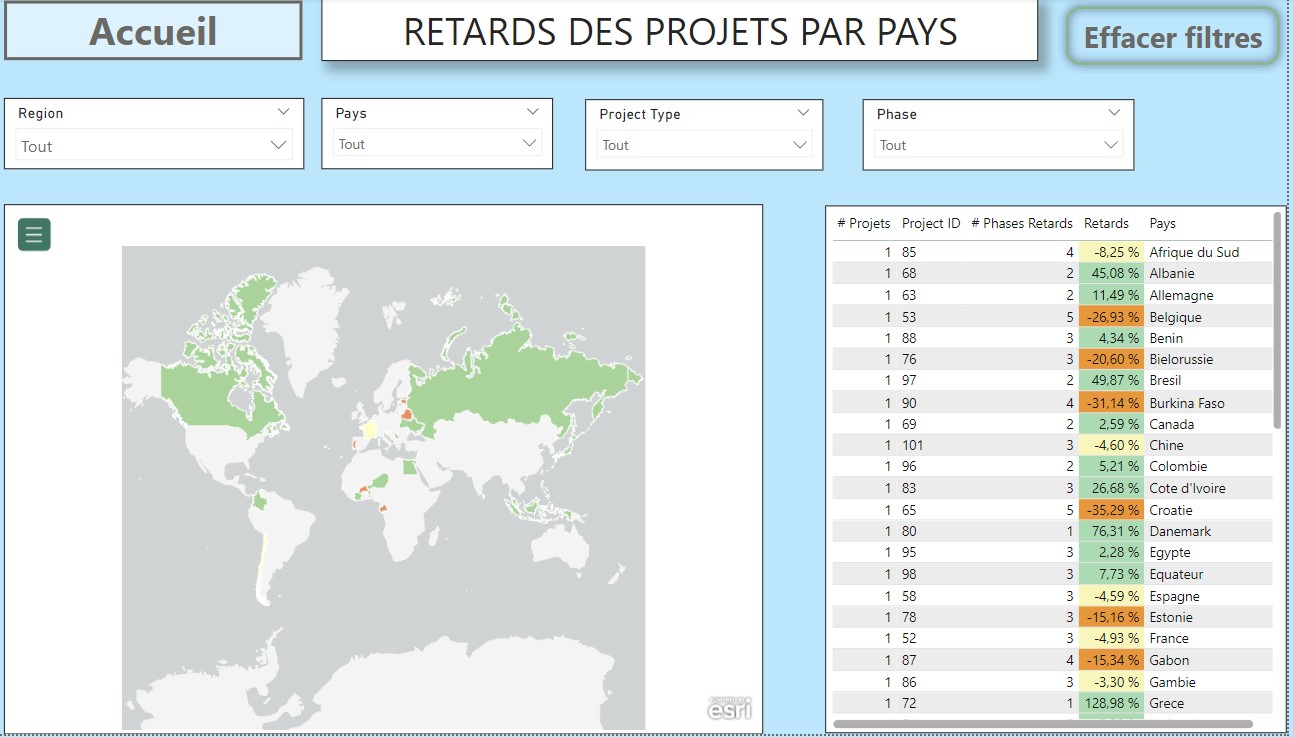 Accueil RETARDS DES PROJETS PAR PAYS Effacer filtres
Region Pays Project Type Phase
Tout Tout Tout Tout
# Projets Project ID # Phases Retards Retards Pays
1 85 4 -8,25 % Afrique du Sud
1 68 2 45,08 % Albanie
1 63 2 11,49 % Allemagne
1 53 5 -26,93 % Belgique
1 88 3 4,34 % Benin
1 76 3 -20,60 % Bielorussie
1 97 2 49,87 % Bresil
1 90 4 -31,14 % Burkina Faso
1 69 2 2,59 % Canada
1 101 3 -4,60 % Chine
1 96 2 5,21 % Colombie
1 83 3 26,68 % Cote d'Ivoire
1 65 5 -35,29 % Croatie
1 80 1 76,31 % Danemark
1 95 3 2,28 % Egypte
1 98 3 7,73 % Equateur
1 58 3 -4,59 % Espagne
1 78 3 -15,16 % Estonie
1 52 3 -4,93 % France
1 87 4 -15,34 % Gabon
1 86 3 -3,30 % Gambie
1 72 1 128,98 % Grece
esri